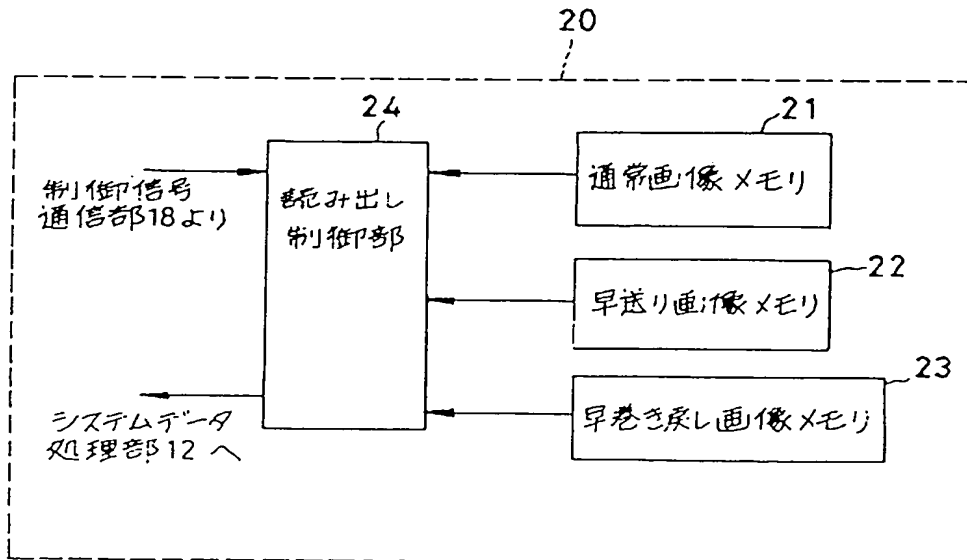 20
24
21
制御信号
通信部18より
読み出し
制御部
通常画像メモリ
22
早送り画像メモリ
23
早巻き戻し画像メモリ
システムデータ
処理部12へ